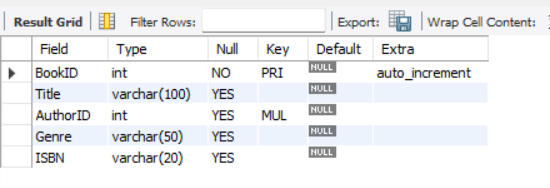 Result Grid Filter Rows: Export: Wrap Cell Content:
Field Type Null Key Default Extra
BookID int NO PRI NULL auto_increment
Title varchar(100) YES NULL
AuthorID int YES MUL NULL
Genre varchar(50) YES NULL
ISBN varchar(20) YES NULL